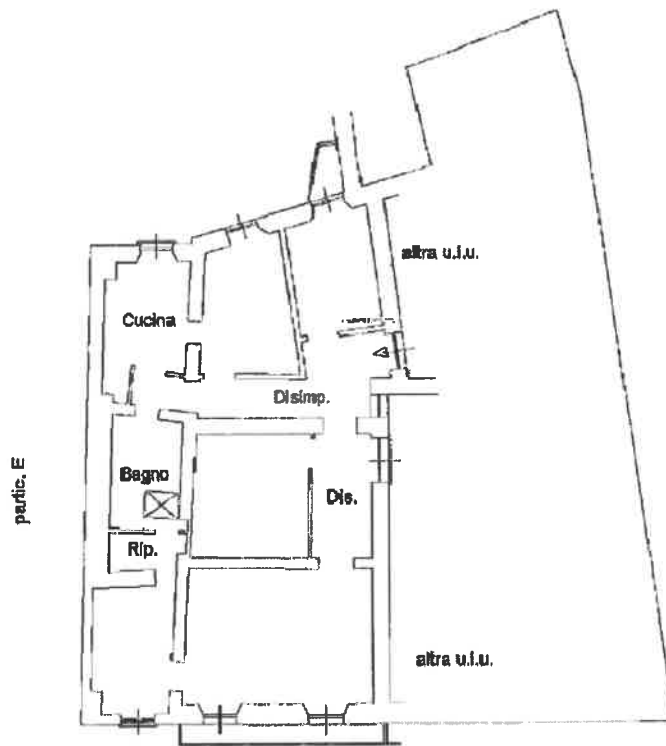 altra u.i.u.
Cucina
Disimp.
partic. E
Bagno
Dis.
Rip.
altra u.i.u.